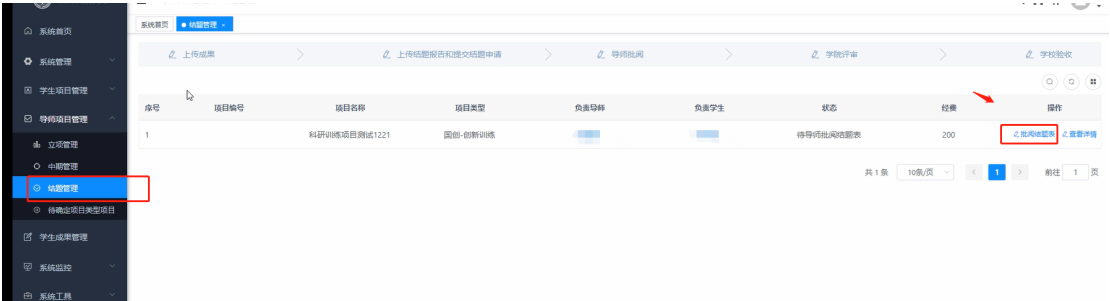 系统首页
系统管理
学生项目管理
导师项目管理
立项管理
中期管理
结题管理
待确定项目类型项目
学生成果管理
系统监控
系统工具
系统首页 结题管理 ×
上传成果 上传结题报告和提交结题申请 导师批阅 学院评审 学校验收
序号 项目编号 项目名称 项目类型 负责导师 负责学生 状态 经费 操作
1 科研训练项目测试1221 国创-创新训练 待导师批阅结题表 200 批阅结题表 查看详情
共 1 条 10条/页 < 1 > 前往 1 页